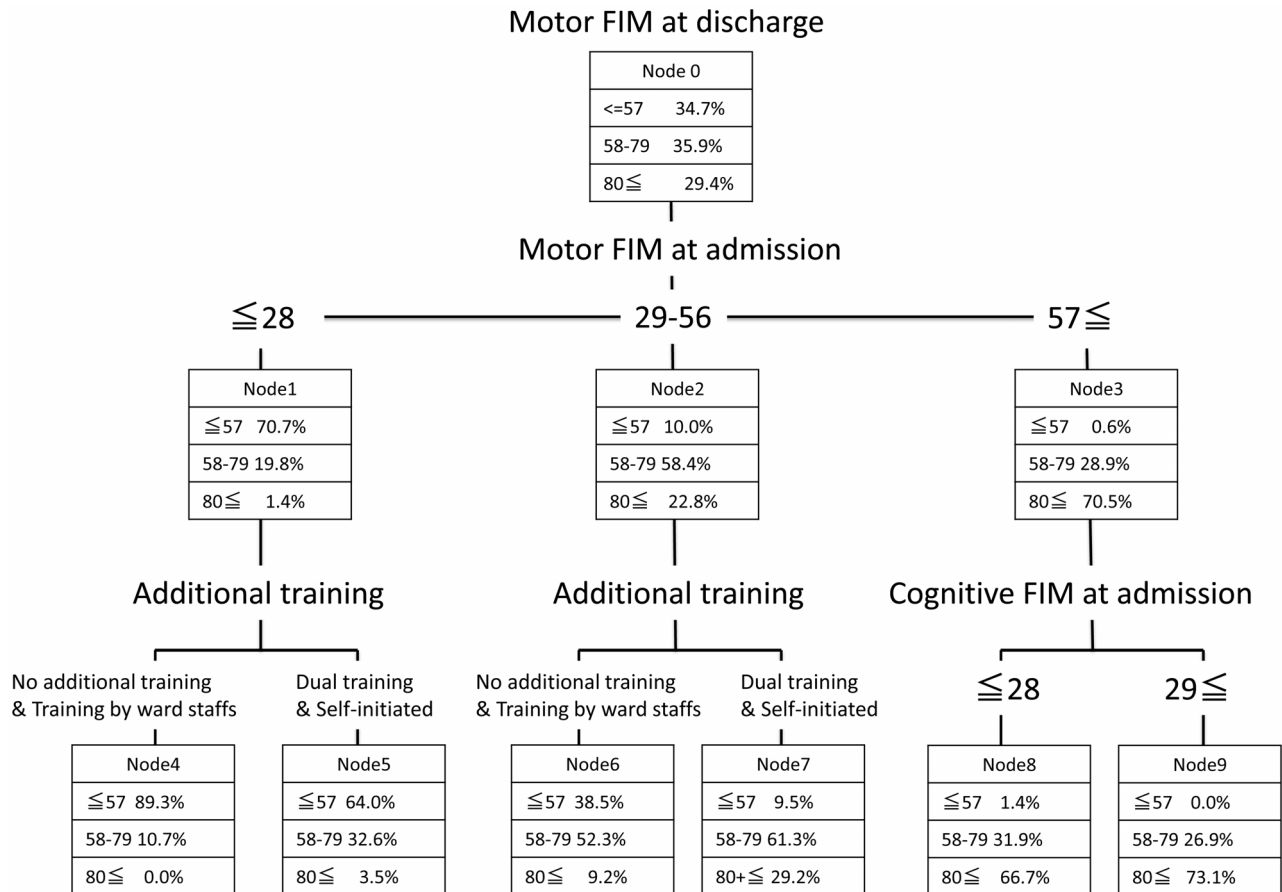 Motor FIM at discharge
Node 0
<=57 34.7%
58-79 35.9%
80≦ 29.4%
Motor FIM at admission
≦28
29-56
57≦
Node1
≦57 70.7%
58-79 19.8%
80≦ 1.4%
Node2
≦57 10.0%
58-79 58.4%
80≦ 22.8%
Node3
≦57 0.6%
58-79 28.9%
80≦ 70.5%
Additional training
Additional training
Cognitive FIM at admission
No additional training
& Training by ward staffs
Dual training
& Self-initiated
No additional training
& Training by ward staffs
Dual training
& Self-initiated
≦28
29≦
Node4
≦57 89.3%
58-79 10.7%
80≦ 0.0%
Node5
≦57 64.0%
58-79 32.6%
80≦ 3.5%
Node6
≦57 38.5%
58-79 52.3%
80≦ 9.2%
Node7
≦57 9.5%
58-79 61.3%
80+≦ 29.2%
Node8
≦57 1.4%
58-79 31.9%
80≦ 66.7%
Node9
≦57 0.0%
58-79 26.9%
80≦ 73.1%